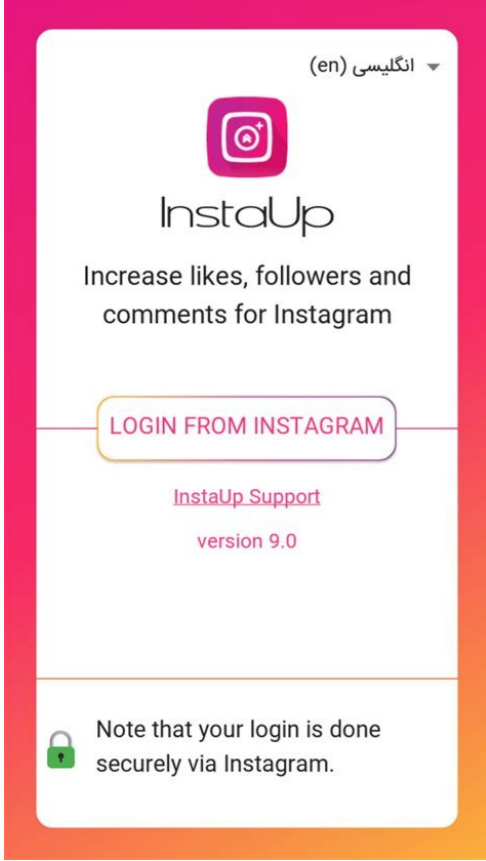 انگلیسی (en)
InstaUp
Increase likes, followers and
comments for Instagram
LOGIN FROM INSTAGRAM
InstaUp Support
version 9.0
Note that your login is done
securely via Instagram.